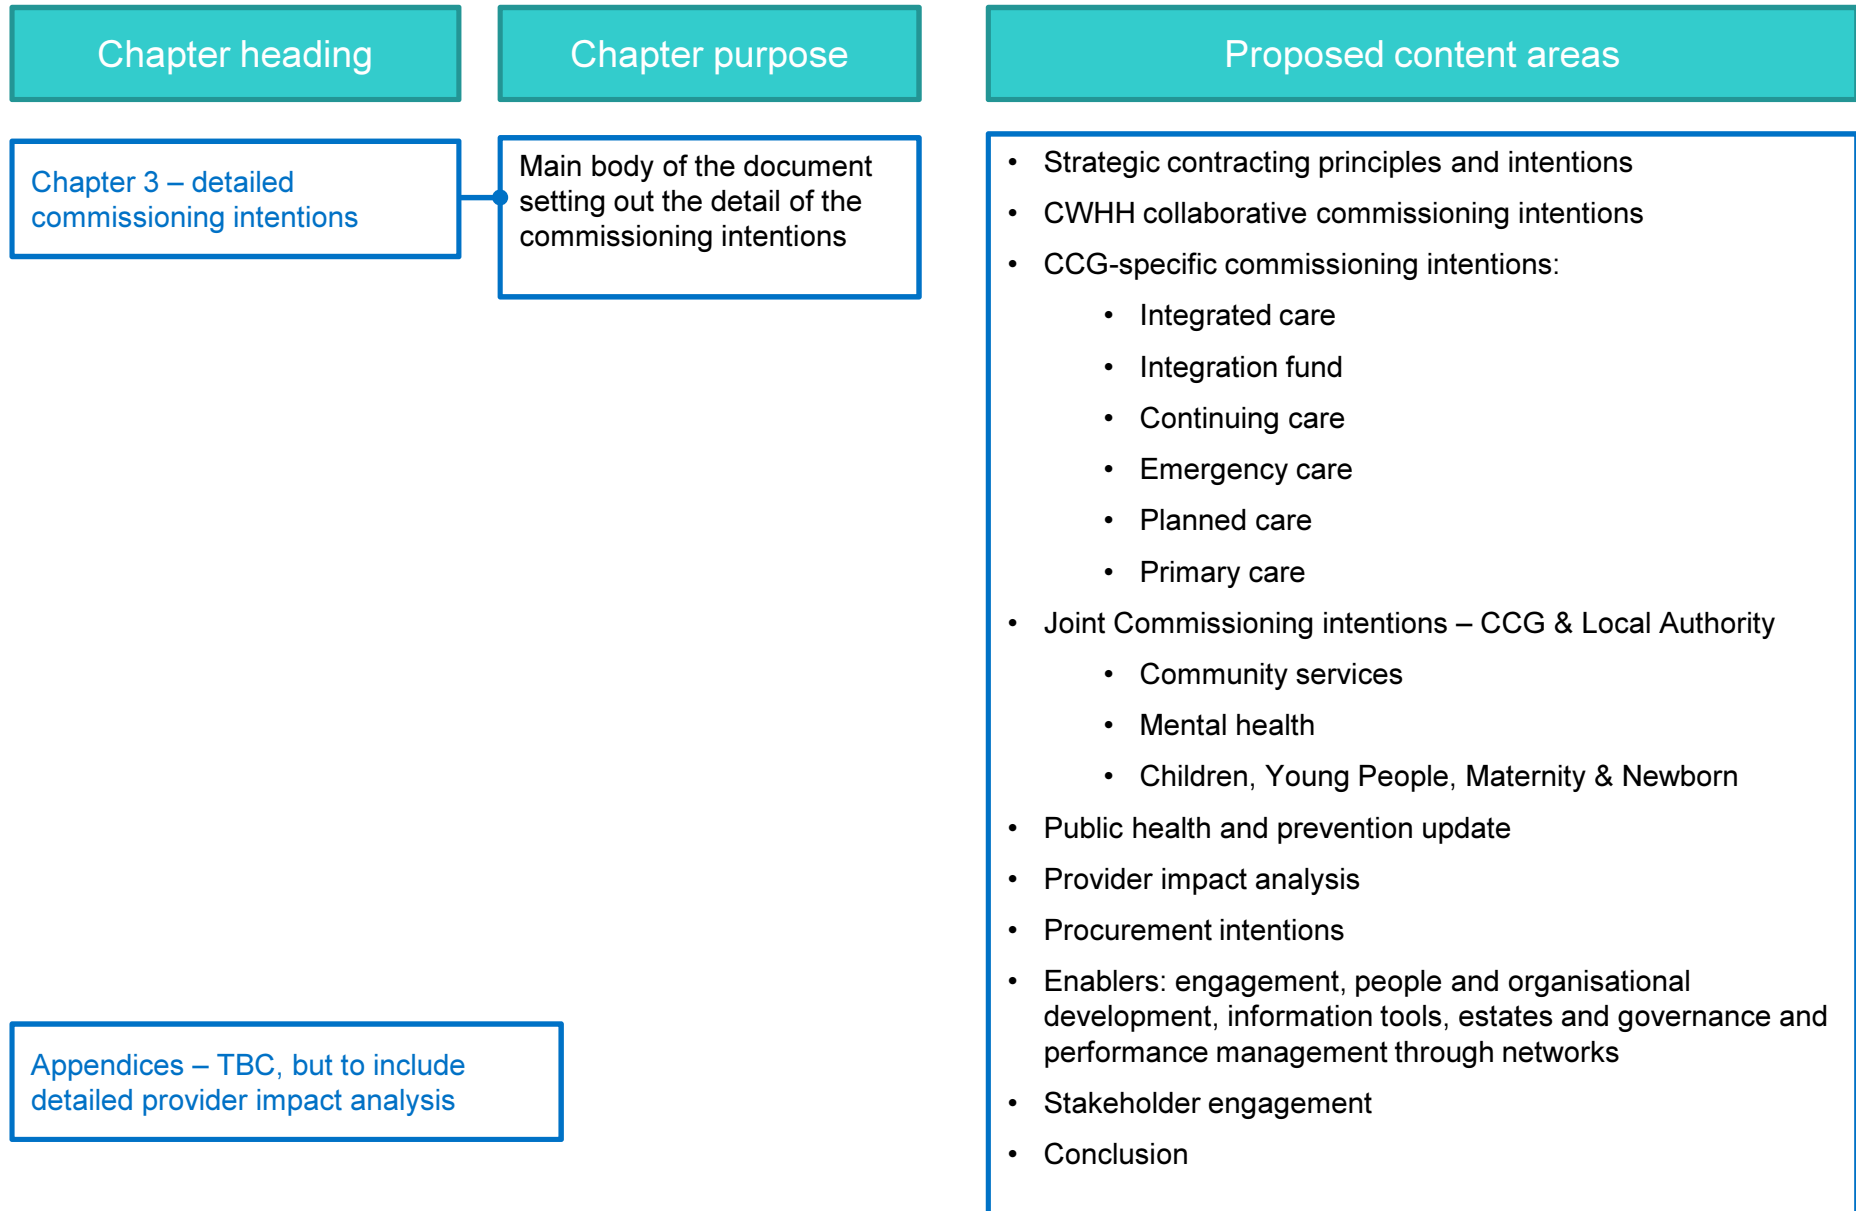 Chapter heading
Chapter purpose
Proposed content areas
Chapter 3 – detailed
commissioning intentions
Main body of the document
setting out the detail of the
commissioning intentions
• Strategic contracting principles and intentions
• CWHH collaborative commissioning intentions
• CCG-specific commissioning intentions:
• Integrated care
• Integration fund
• Continuing care
• Emergency care
• Planned care
• Primary care
• Joint Commissioning intentions – CCG & Local Authority
• Community services
• Mental health
• Children, Young People, Maternity & Newborn
• Public health and prevention update
• Provider impact analysis
• Procurement intentions
• Enablers: engagement, people and organisational
development, information tools, estates and governance and
performance management through networks
• Stakeholder engagement
• Conclusion
Appendices – TBC, but to include
detailed provider impact analysis